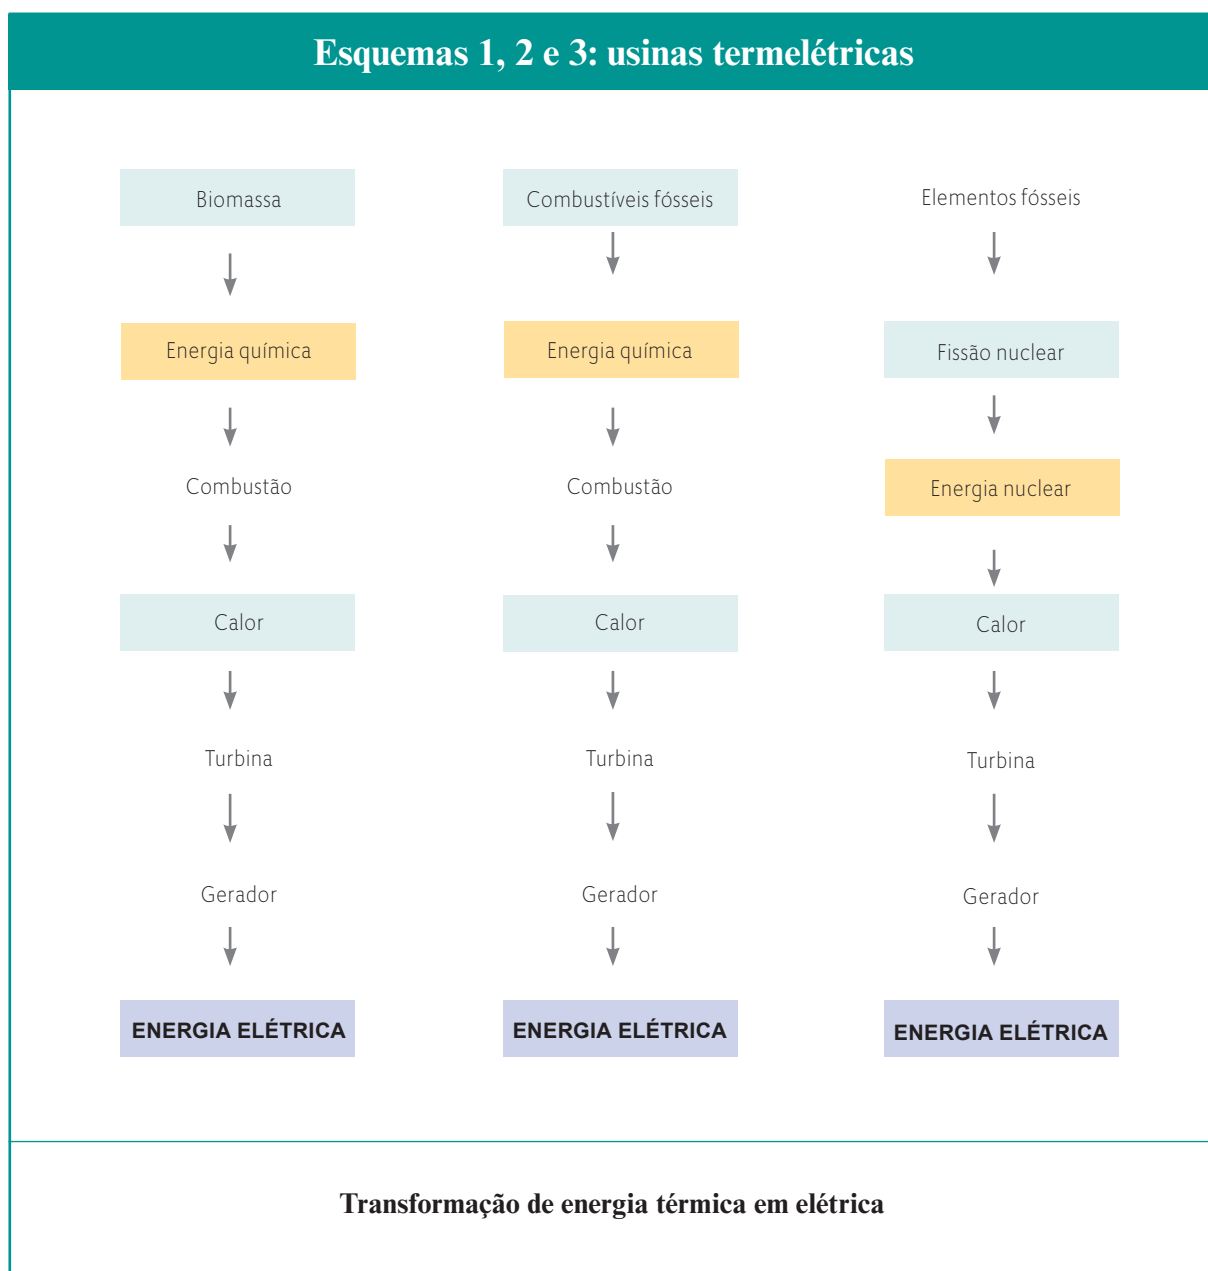 Esquemas 1, 2 e 3: usinas termelétricas
Biomassa
Energia química
Combustão
Calor
Turbina
Gerador
ENERGIA ELÉTRICA
Combustíveis fósseis
Energia química
Combustão
Calor
Turbina
Gerador
ENERGIA ELÉTRICA
Elementos fósseis
Fissão nuclear
Energia nuclear
Calor
Turbina
Gerador
ENERGIA ELÉTRICA
Transformação de energia térmica em elétrica